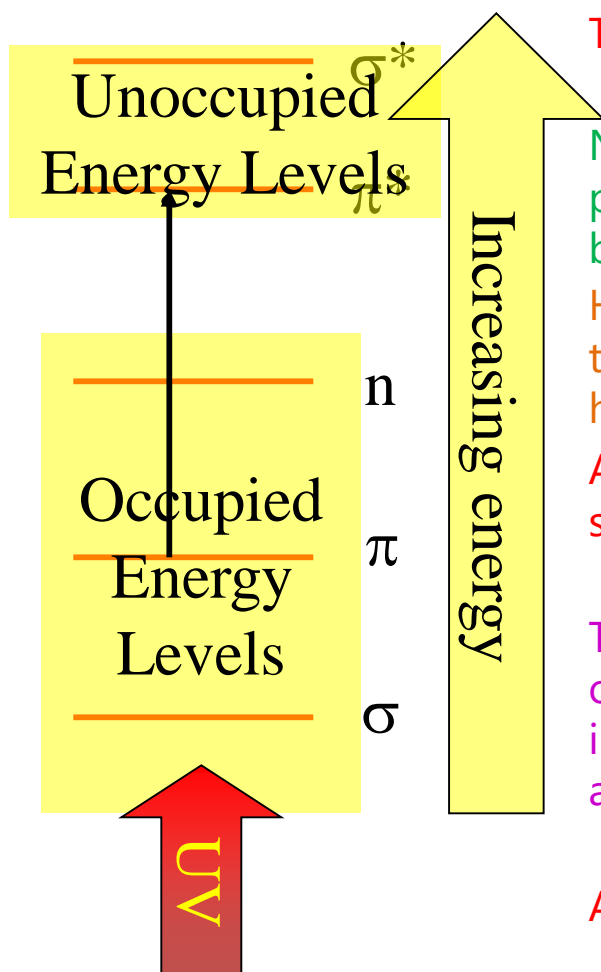 σ*
Unoccupied
Energy Levels
π*
n
Occupied
π
Energy
Levels
σ
UV
Increasing energy